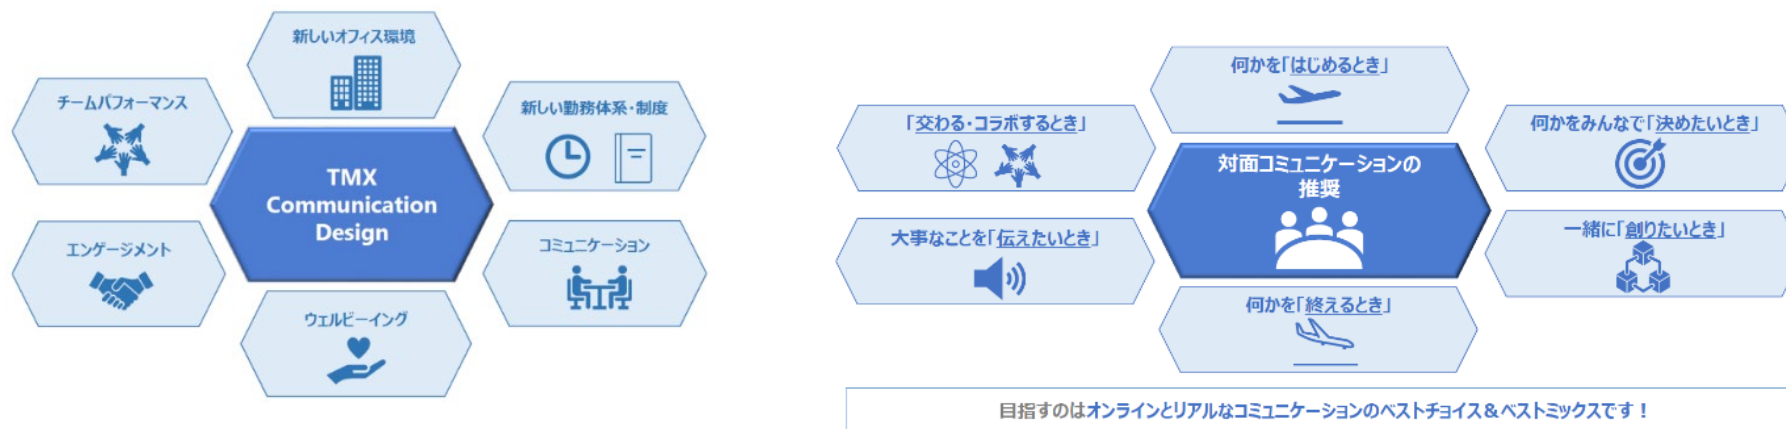 新しいオフィス環境
チームパフォーマンス
新しい勤務体系・制度
TMX
Communication
Design
エンゲージメント
コミュニケーション
ウェルビーイング
何かを「はじめるとき」
「交わる・コラボするとき」
何かをみんなで「決めたいとき」
対面コミュニケーションの
推奨
大事なことを「伝えたいとき」
一緒に「創りたいとき」
何かを「終えるとき」
目指すのはオンラインとリアルなコミュニケーションのベストチョイス＆ベストミックスです！